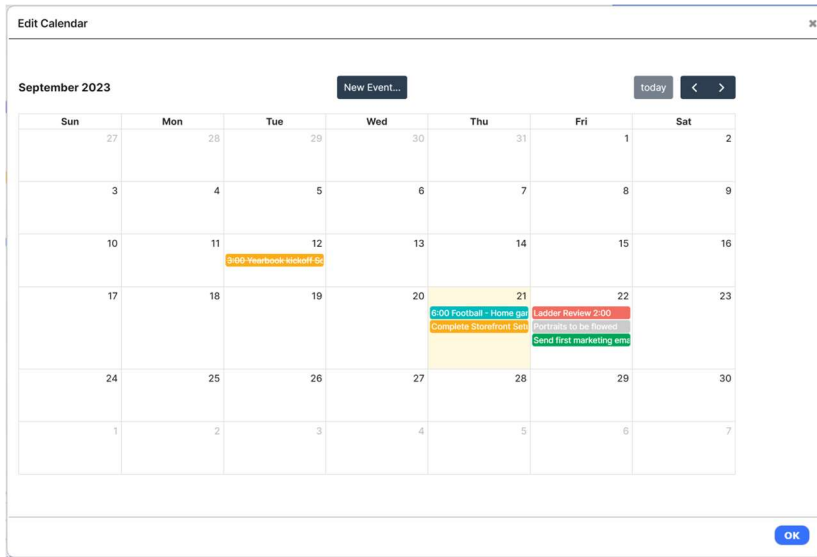 Edit Calendar
September 2023 New Event... today
Sun Mon Tue Wed Thu Fri Sat
27 28 29 30 31 1 2
3 4 5 6 7 8 9
10 11 12 13 14 15 16
3:00 Yearbook kickoff Sc
17 18 19 20 21 22 23
6:00 Football - Home gar Ladder Review 2:00
Complete Storefront Setu Portraits to be flowed
Send first marketing ema
24 25 26 27 28 29 30
1 2 3 4 5 6 7
OK